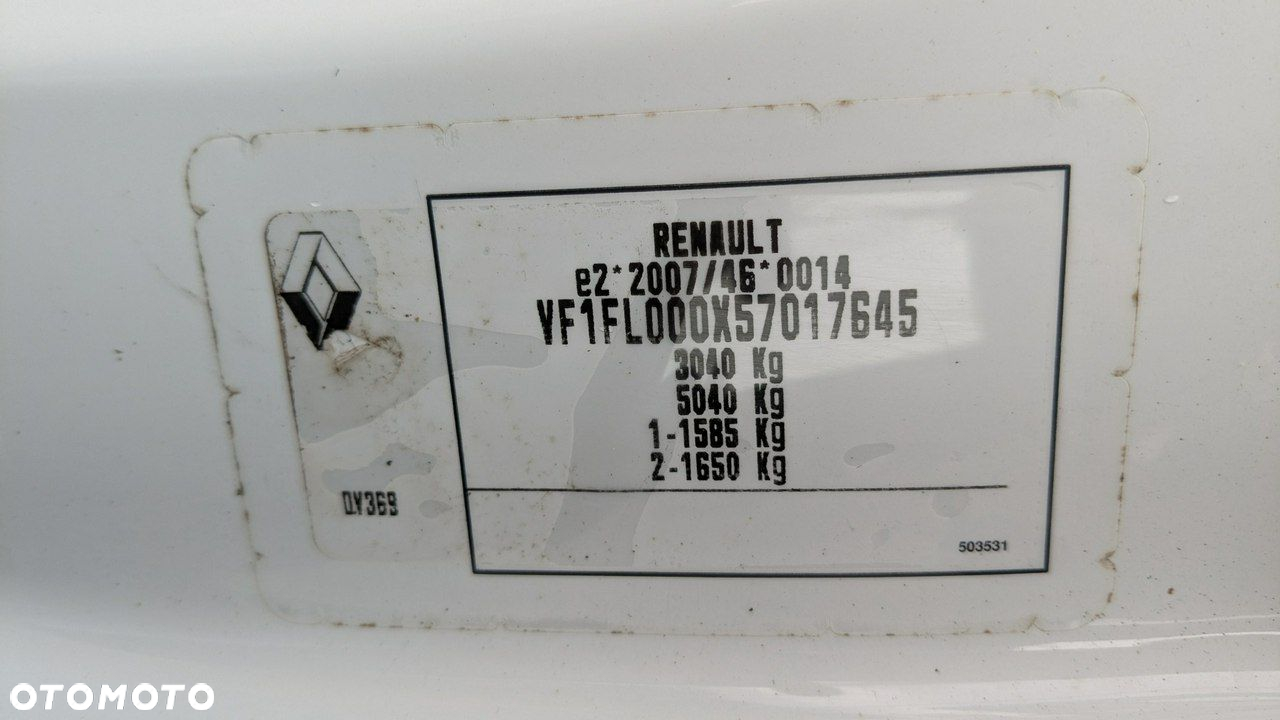 RENAULT
e2*2007/46*0014
VF1FL000X57017645
3040 Kg
5040 Kg
1-1585 Kg
2-1650 Kg
QY369
503531
OTOMOTO